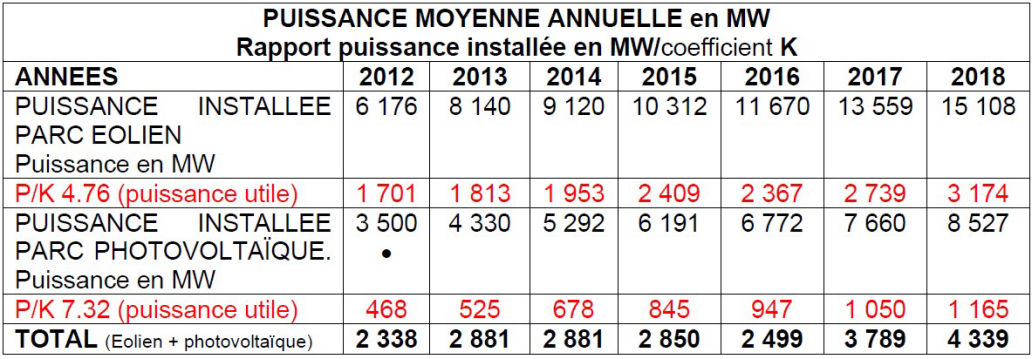 PUISSANCE MOYENNE ANNUELLE en MW
Rapport puissance installée en MW/coefficient K
ANNEES 2012 2013 2014 2015 2016 2017 2018
PUISSANCE INSTALLEE 6 176 8 140 9 120 10 312 11 670 13 559 15 108
PARC EOLIEN
Puissance en MW
P/K 4.76 (puissance utile) 1 701 1 813 1 953 2 409 2 367 2 739 3 174
PUISSANCE INSTALLEE 3 500 4 330 5 292 6 191 6 772 7 660 8 527
PARC PHOTOVOLTAÏQUE. •
Puissance en MW
P/K 7.32 (puissance utile) 468 525 678 845 947 1 050 1 165
TOTAL (Eolien + photovoltaïque) 2 338 2 881 2 881 2 850 2 499 3 789 4 339